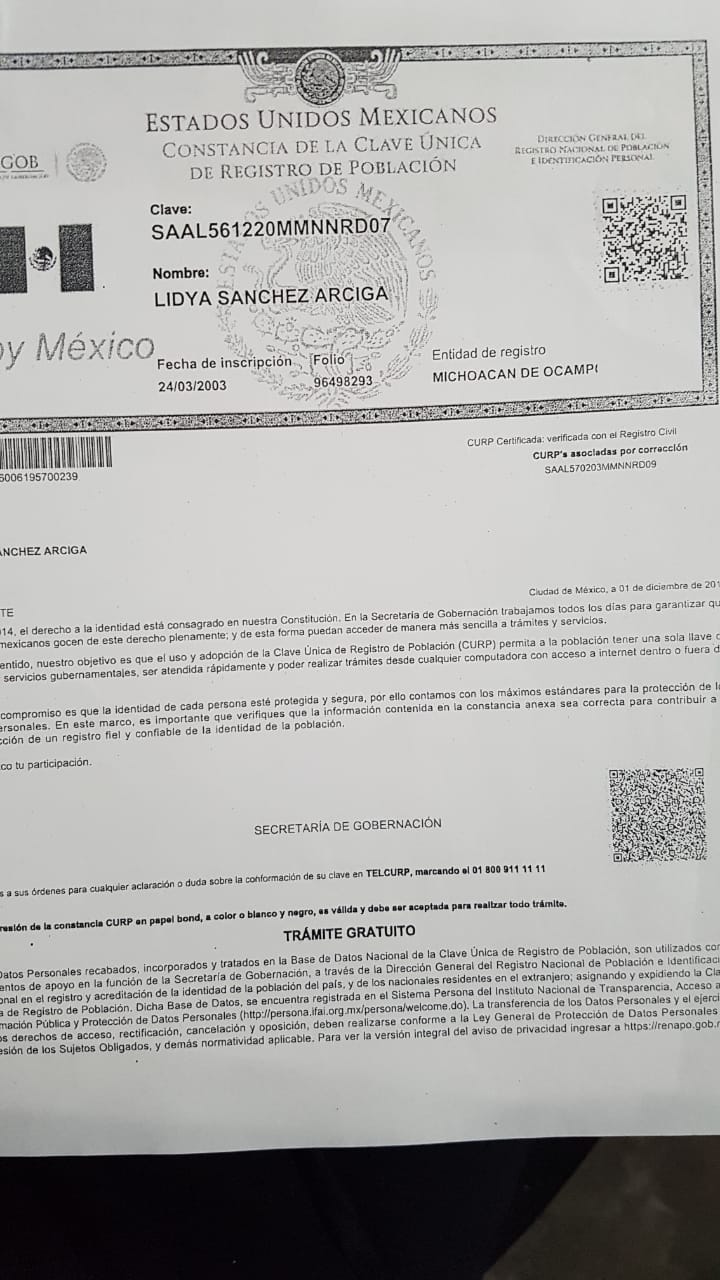 ESTADOS UNIDOS MEXICANOS
CONSTANCIA DE LA CLAVE ÚNICA
DE REGISTRO DE POBLACIÓN
DIRECCIÓN GENERAL DEL
REGISTRO NACIONAL DE POBLACIÓN
E IDENTIFICACIÓN PERSONAL
GOB
ESTADOS UNIDOS MEXICANOS
Clave:
SAAL561220MMNNRD07
Nombre:
LIDYA SANCHEZ ARCIGA
oy México
Fecha de inscripción
Folio
Entidad de registro
24/03/2003
96498293
MICHOACAN DE OCAMP
CURP Certificada: verificada con el Registro Civil
CURP's asociadas por corrección
SAAL570203MMNNRD09
6006195700239
ANCHEZ ARCIGA
Ciudad de México, a 01 de diciembre de 201
TE
014, el derecho a la identidad está consagrado en nuestra Constitución. En la Secretaría de Gobernación trabajamos todos los días para garantizar qu
mexicanos gocen de este derecho plenamente; y de esta forma puedan acceder de manera más sencilla a trámites y servicios.
entido, nuestro objetivo es que el uso y adopción de la Clave Única de Registro de Población (CURP) permita a la población tener una sola llave
servicios gubernamentales, ser atendida rápidamente y poder realizar trámites desde cualquier computadora con acceso a internet dentro o fuera d
compromiso es que la identidad de cada persona esté protegida y segura, por ello contamos con los máximos estándares para la protección de l
ersonales. En este marco, es importante que verifiques que la información contenida en la constancia anexa sea correcta para contribuir a
cción de un registro fiel y confiable de la identidad de la población.
co tu participación.
SECRETARÍA DE GOBERNACIÓN
s a sus órdenes para cualquier aclaración o duda sobre la conformación de su clave en TELCURP, marcando el 01 800 911 11 11
resión de la constancia CURP en papel bond, a color o blanco y negro, es válida y debe ser aceptada para realizar todo trámite.
TRÁMITE GRATUITO
Datos Personales recabados, incorporados y tratados en la Base de Datos Nacional de la Clave Única de Registro de Población, son utilizados co
entos de apoyo en la función de la Secretaría de Gobernación, a través de la Dirección General del Registro Nacional de Población e Identificaci
onal en el registro y acreditación de la identidad de la población del país, y de los nacionales residentes en el extranjero; asignando y expidiendo la Cla
a de Registro de Población. Dicha Base de Datos, se encuentra registrada en el Sistema Persona del Instituto Nacional de Transparencia, Acceso a
mación Pública y Protección de Datos Personales (http://persona.ifai.org.mx/persona/welcome.do). La transferencia de los Datos Personales y el ejerci
os derechos de acceso, rectificación, cancelación y oposición, deben realizarse conforme a la Ley General de Protección de Datos Personales
esión de los Sujetos Obligados, y demás normatividad aplicable. Para ver la versión integral del aviso de privacidad ingresar a https://renapo.gob.